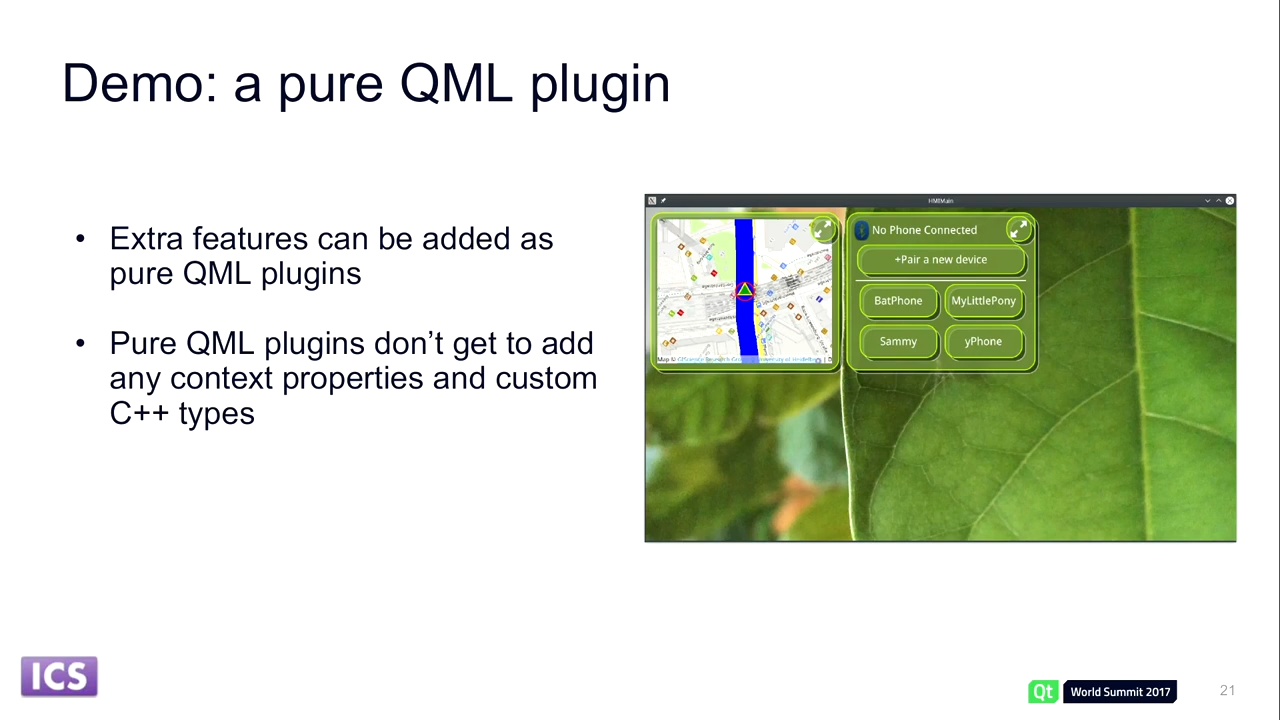 Demo: a pure QML plugin
• Extra features can be added as
pure QML plugins
• Pure QML plugins don’t get to add
any context properties and custom
C++ types
HMIMain
No Phone Connected
+Pair a new device
BatPhone
MyLittlePony
Sammy
yPhone
Map ©
ICS
Qt World Summit 2017
21